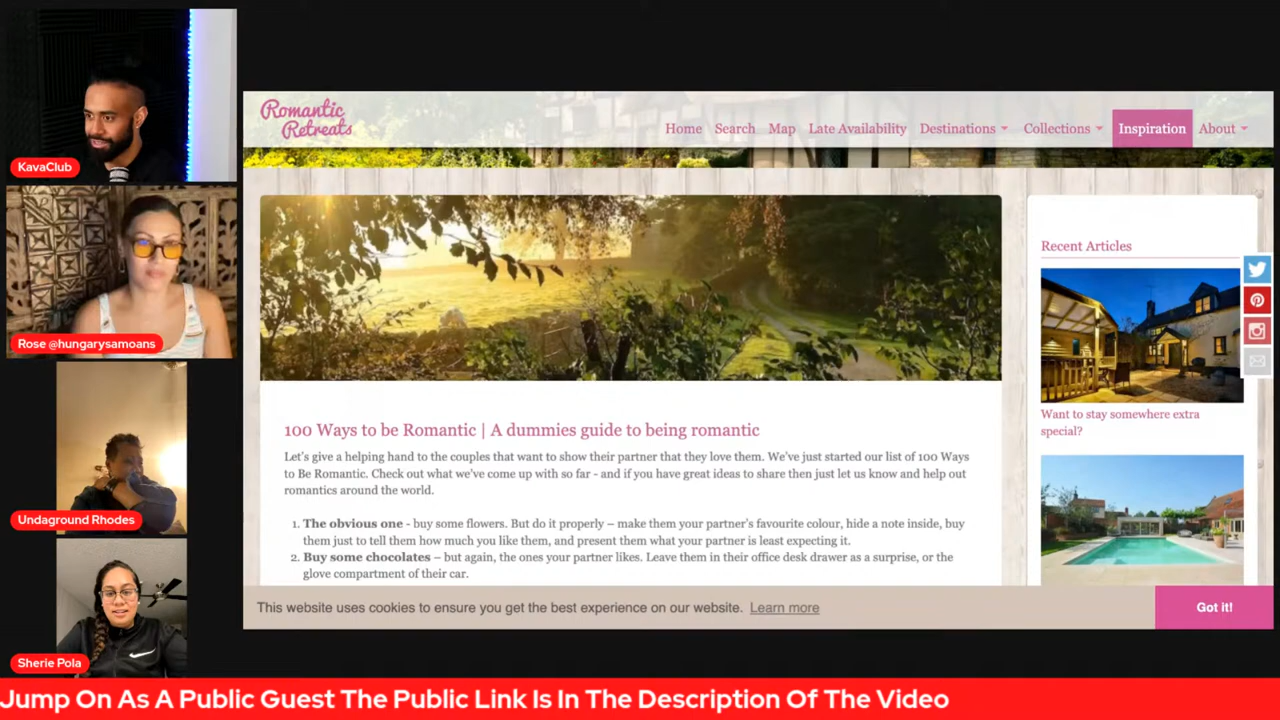 KavaClub
Rose @hungarysamoans
Undaground Rhodes
Sherie Pola
Romantic
Retreats
Home Search Map Late Availability Destinations Collections Inspiration About
Recent Articles
Want to stay somewhere extra
special?
100 Ways to be Romantic | A dummies guide to being romantic
Let's give a helping hand to the couples that want to show their partner that they love them. We've just started our list of 100 Ways
to Be Romantic. Check out what we've come up with so far - and if you have great ideas to share then just let us know and help out
romantics around the world.
1. The obvious one - buy some flowers. But do it properly – make them your partner's favourite colour, hide a note inside, buy
them just to tell them how much you like them, and present them what your partner is least expecting it.
2. Buy some chocolates – but again, the ones your partner likes. Leave them in their office desk drawer as a surprise, or the
glove compartment of their car.
This website uses cookies to ensure you get the best experience on our website. Learn more
Got it!
Jump On As A Public Guest The Public Link Is In The Description Of The Video